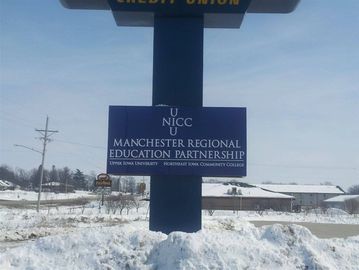 CREDIT UNION
U
NICC
U
MANCHESTER REGIONAL
EDUCATION PARTNERSHIP
UPPER IOWA UNIVERSITY NORTHEAST IOWA COMMUNITY COLLEGE